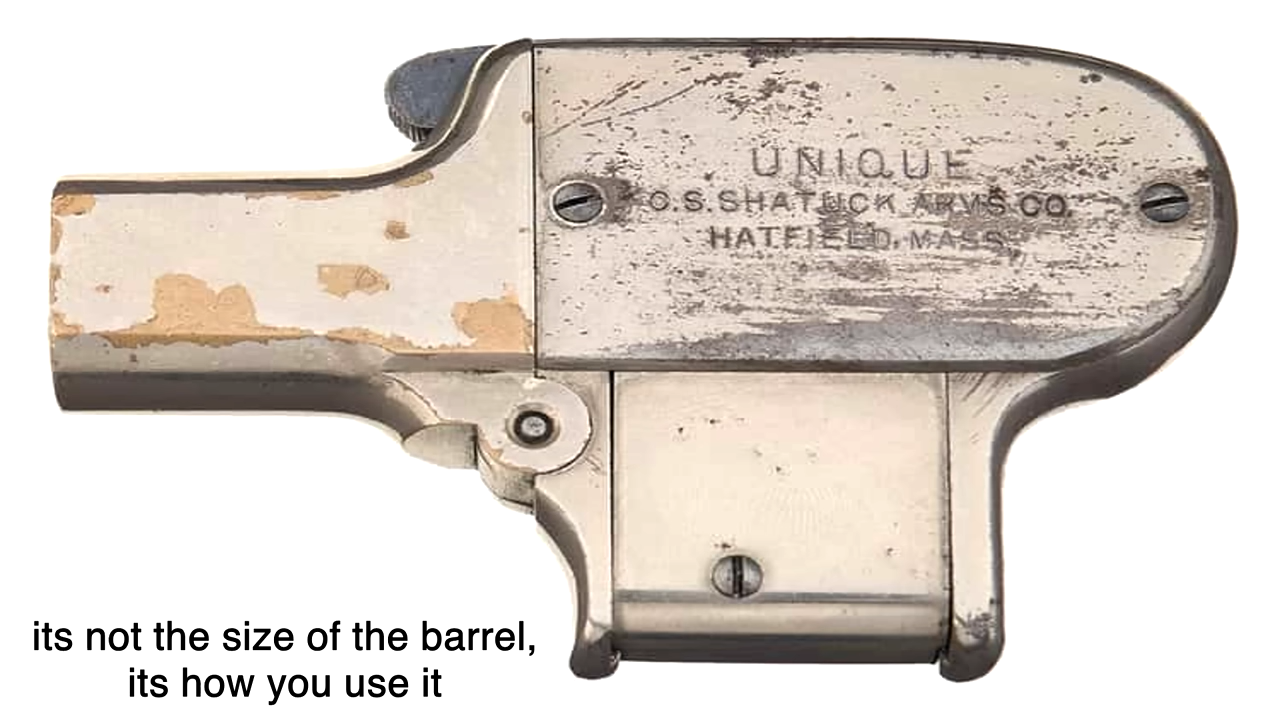 UNIQUE
C.S.SHATUCK ARMS CO.
HATFIELD, MASS.
its not the size of the barrel,
its how you use it